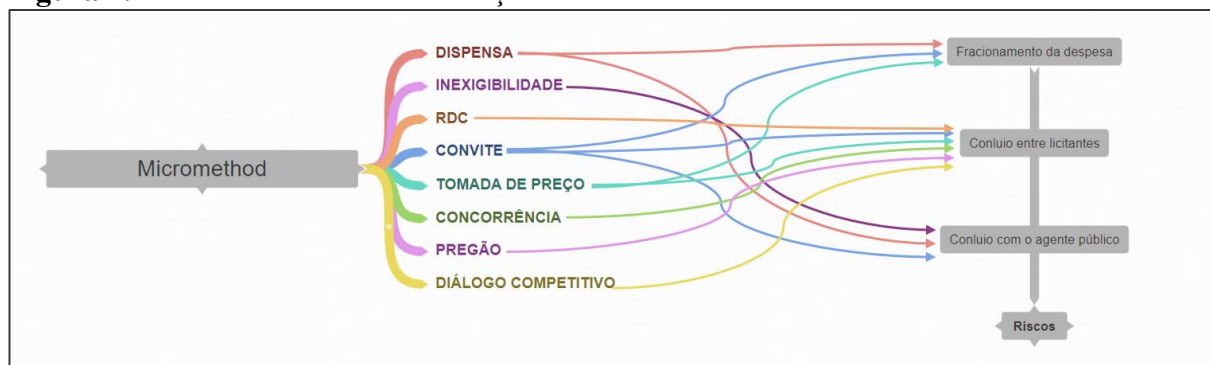 Micromethod
DISPENSA
INEXIGIBILIDADE
RDC
CONVITE
TOMADA DE PREÇO
CONCORRÊNCIA
PREGÃO
DIÁLOGO COMPETITIVO
Fracionamento da despesa
Conluio entre licitantes
Conluio com o agente público
Riscos